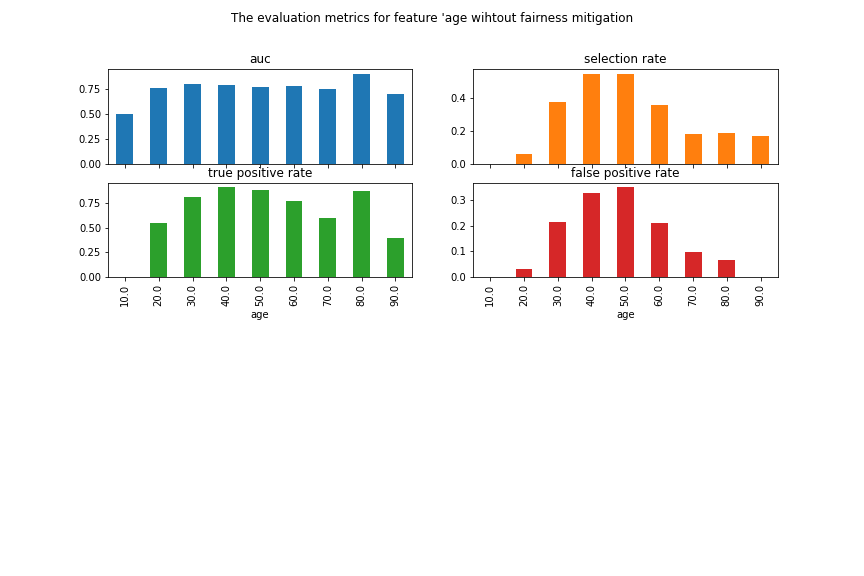 The evaluation metrics for feature 'age wihtout fairness mitigation
auc
0.75
0.50
0.25
0.00
selection rate
0.4
0.2
0.0
true positive rate
0.75
0.50
0.25
0.00
10.0 20.0 30.0 40.0 50.0 60.0 70.0 80.0 90.0
age
false positive rate
0.3
0.2
0.1
0.0
10.0 20.0 30.0 40.0 50.0 60.0 70.0 80.0 90.0
age